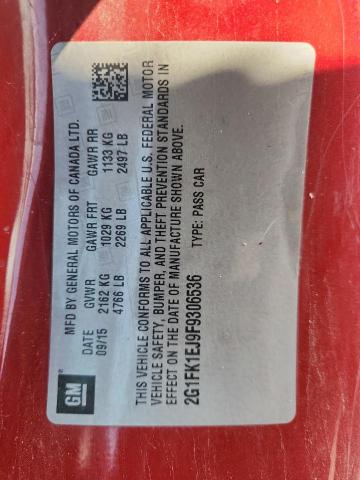 GM
MFD BY GENERAL MOTORS OF CANADA LTD.
DATE GVWR GAWR FRT GAWR RR
09/15 2162 KG 1029 KG 1133 KG
4766 LB 2269 LB 2497 LB
THIS VEHICLE CONFORMS TO ALL APPLICABLE U.S. FEDERAL MOTOR
VEHICLE SAFETY, BUMPER, AND THEFT PREVENTION STANDARDS IN
EFFECT ON THE DATE OF MANUFACTURE SHOWN ABOVE.
2G1FK1EJ9F9306536 TYPE: PASS CAR